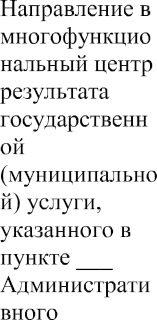 Направление в
многофункцио
нальный центр
результата
государственн
ой
(муниципально
й) услуги,
указанного в
пункте ___
Администрати
вного